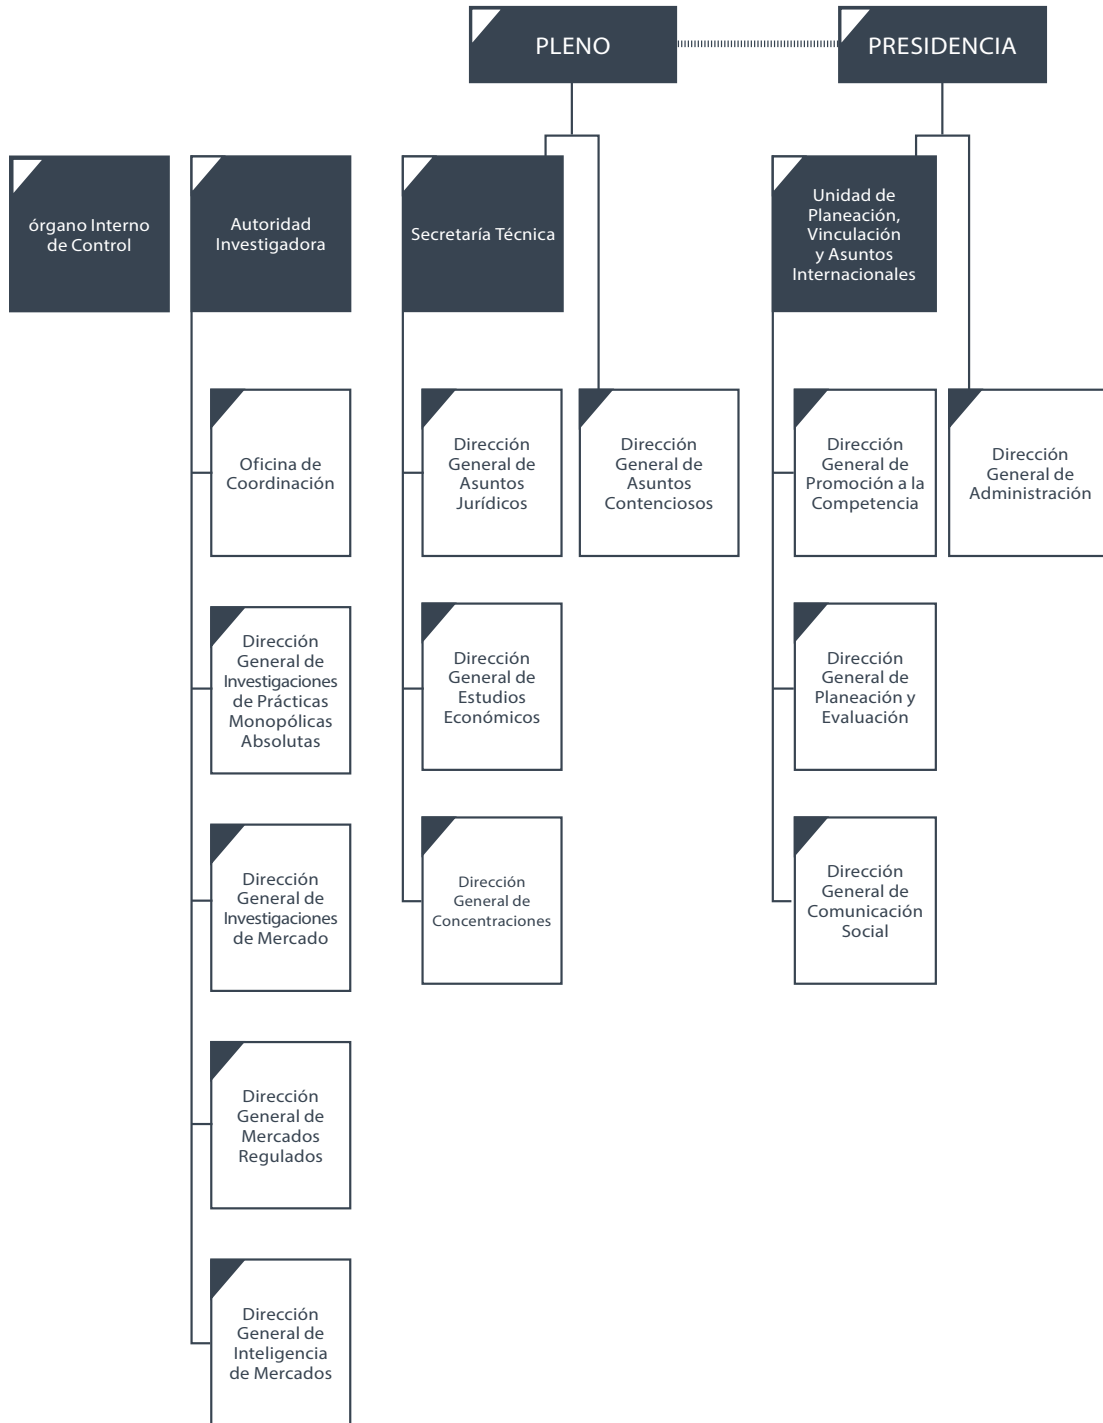 PLENO
PRESIDENCIA
órgano Interno
de Control
Autoridad
Investigadora
Secretaría Técnica
Unidad de
Planeación,
Vinculación
y Asuntos
Internacionales
Oficina de
Coordinación
Dirección
General de
Asuntos
Jurídicos
Dirección
General de
Asuntos
Contenciosos
Dirección
General de
Promoción a la
Competencia
Dirección
General de
Administración
Dirección
General de
Investigaciones
de Prácticas
Monopólicas
Absolutas
Dirección
General de
Estudios
Económicos
Dirección
General de
Planeación y
Evaluación
Dirección
General de
Investigaciones
de Mercado
Dirección
General de
Concentraciones
Dirección
General de
Comunicación
Social
Dirección
General de
Mercados
Regulados
Dirección
General de
Inteligencia
de Mercados